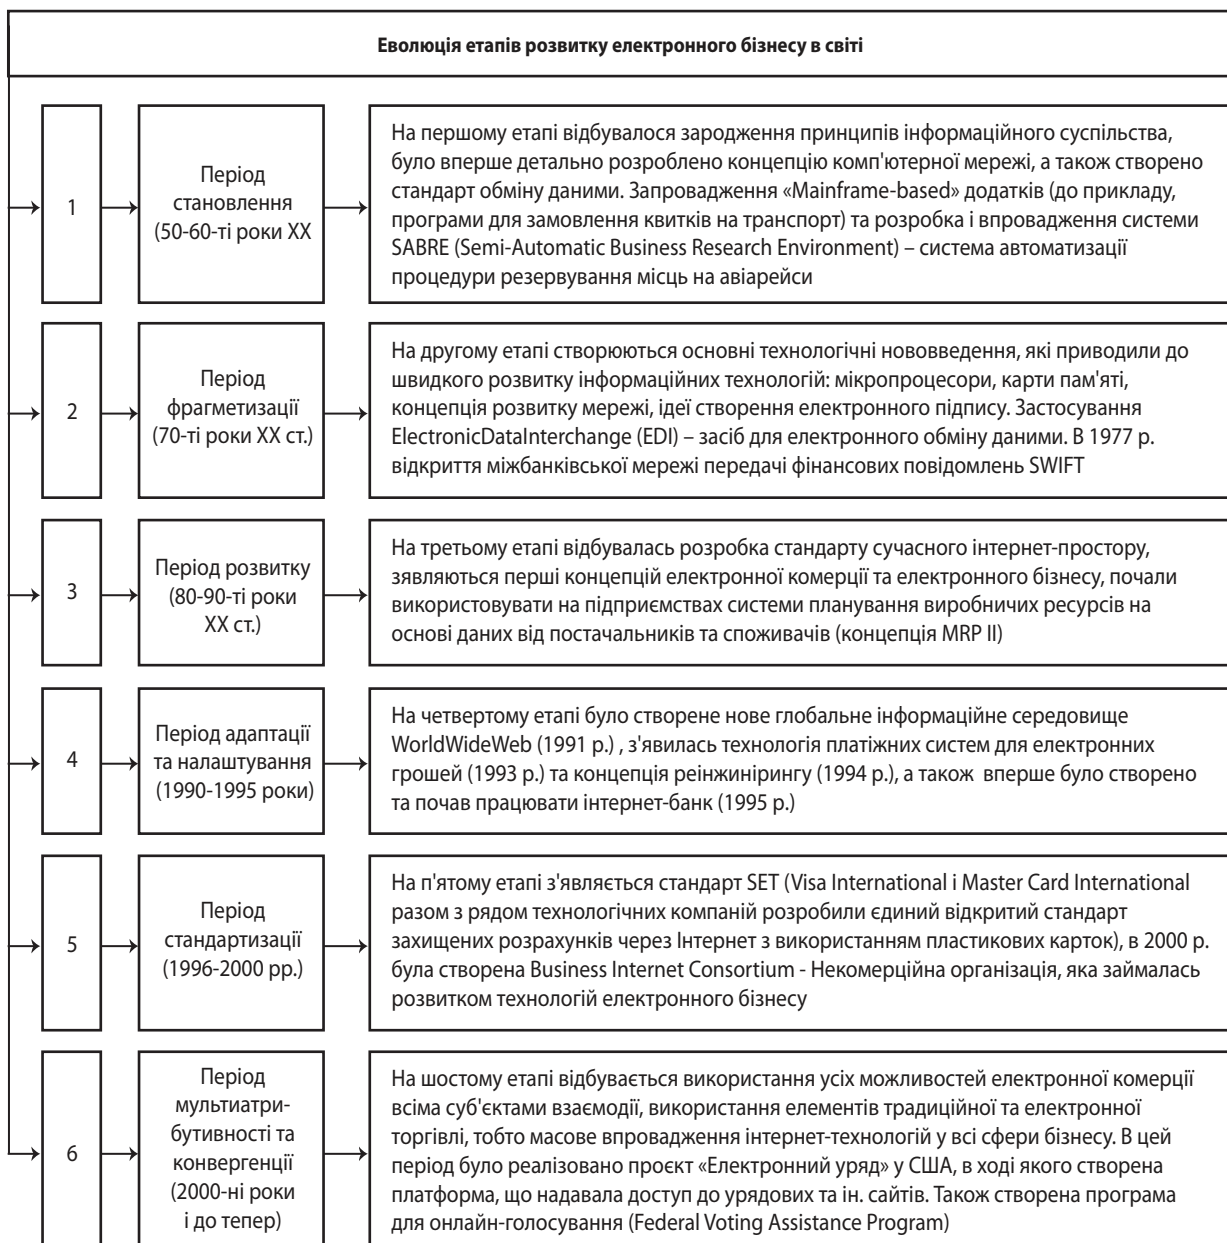 Еволюція етапів розвитку електронного бізнесу в світі
1
Період
становлення
(50-60-ті роки ХХ
На першому етапі відбувалося зародження принципів інформаційного суспільства,
було вперше детально розроблено концепцію комп'ютерної мережі, а також створено
стандарт обміну даними. Запровадження «Mainframe-based» додатків (до прикладу,
програми для замовлення квитків на транспорт) та розробка і впровадження системи
SABRE (Semi-Automatic Business Research Environment) – система автоматизації
процедури резервування місць на авіарейси
2
Період
фрагметизації
(70-ті роки ХХ ст.)
На другому етапі створюються основні технологічні нововведення, які приводили до
швидкого розвитку інформаційних технологій: мікропроцесори, карти пам'яті,
концепція розвитку мережі, ідеї створення електронного підпису. Застосування
ElectronicDataInterchange (EDI) – засіб для електронного обміну даними. В 1977 р.
відкриття міжбанківської мережі передачі фінансових повідомлень SWIFT
3
Період розвитку
(80-90-ті роки
ХХ ст.)
На третьому етапі відбувалась розробка стандарту сучасного інтернет-простору,
зявляються перші концепцій електронної комерції та електронного бізнесу, почали
використовувати на підприємствах системи планування виробничих ресурсів на
основі даних від постачальників та споживачів (концепція MRP II)
4
Період адаптації
та налаштування
(1990-1995 роки)
На четвертому етапі було створене нове глобальне інформаційне середовище
WorldWideWeb (1991 р.) , з'явилась технологія платіжних систем для електронних
грошей (1993 р.) та концепція реінжинірингу (1994 р.), а також вперше було створено
та почав працювати інтернет-банк (1995 р.)
5
Період
стандартизації
(1996-2000 рр.)
На п'ятому етапі з'являється стандарт SET (Visa International і Master Card International
разом з рядом технологічних компаній розробили єдиний відкритий стандарт
захищених розрахунків через Інтернет з використанням пластикових карток), в 2000 р.
була створена Business Internet Consortium - Некомерційна організація, яка займалась
розвитком технологій електронного бізнесу
6
Період
мультиатри-
бутивності та
конвергенції
(2000-ні роки
і до тепер)
На шостому етапі відбувається використання усіх можливостей електронної комерції
всіма суб'єктами взаємодії, використання елементів традиційної та електронної
торгівлі, тобто масове впровадження інтернет-технологій у всі сфери бізнесу. В цей
період було реалізовано проєкт «Електронний уряд» у США, в ході якого створена
платформа, що надавала доступ до урядових та ін. сайтів. Також створена програма
для онлайн-голосування (Federal Voting Assistance Program)